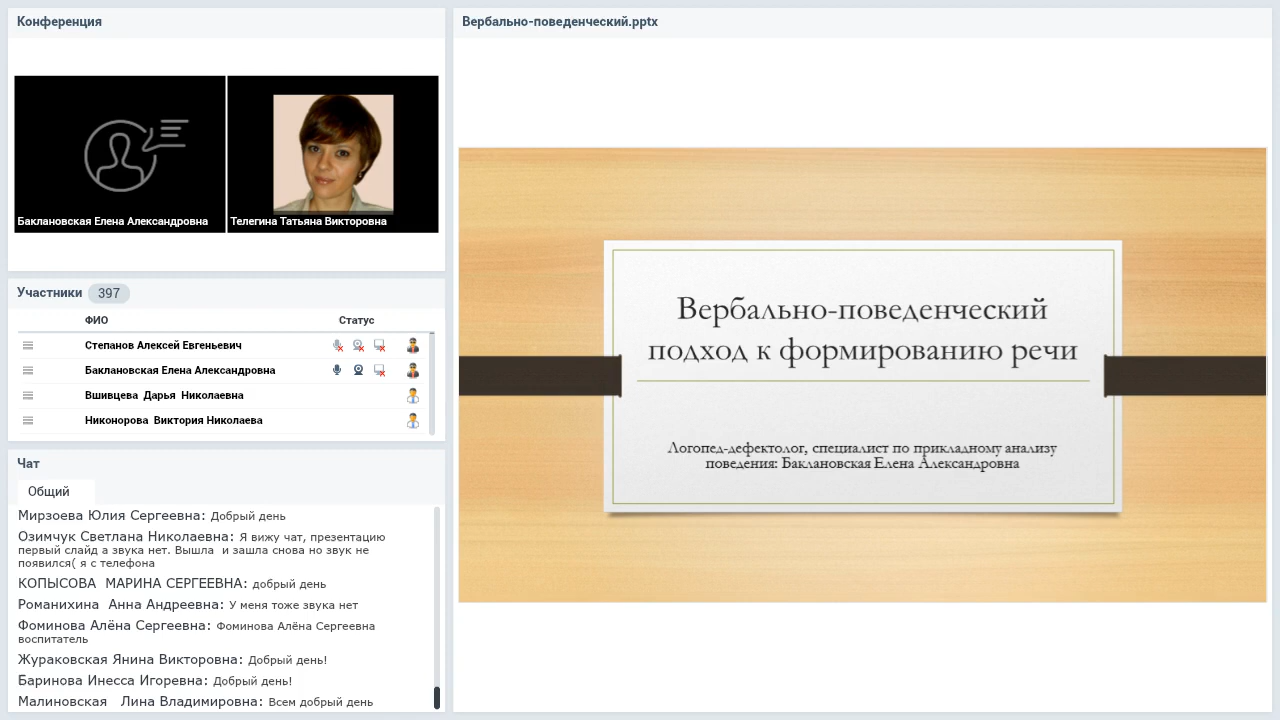 Конференция
Баклановская Елена Александровна
Телегина Татьяна Викторовна
Участники 397
ФИО Статус
Степанов Алексей Евгеньевич
Баклановская Елена Александровна
Вшивцева Дарья Николаевна
Никонорова Виктория Николаева
Чат
Общий
Мирзоева Юлия Сергеевна: Добрый день
Озимчук Светлана Николаевна: Я вижу чат, презентацию
первый слайд а звука нет. Вышла и зашла снова но звук не
появился( я с телефона
КОПЫСОВА МАРИНА СЕРГЕЕВНА: добрый день
Романихина Анна Андреевна: У меня тоже звука нет
Фоминова Алёна Сергеевна: Фоминова Алёна Сергеевна
воспитатель
Жураковская Янина Викторовна: Добрый день!
Баринова Инесса Игоревна: Добрый день!
Малиновская Лина Владимировна: Всем добрый день
Вербально-поведенческий.pptx
Вербально-поведенческий
подход к формированию речи
Логопед-дефектолог, специалист по прикладному анализу
поведения: Баклановская Елена Александровна